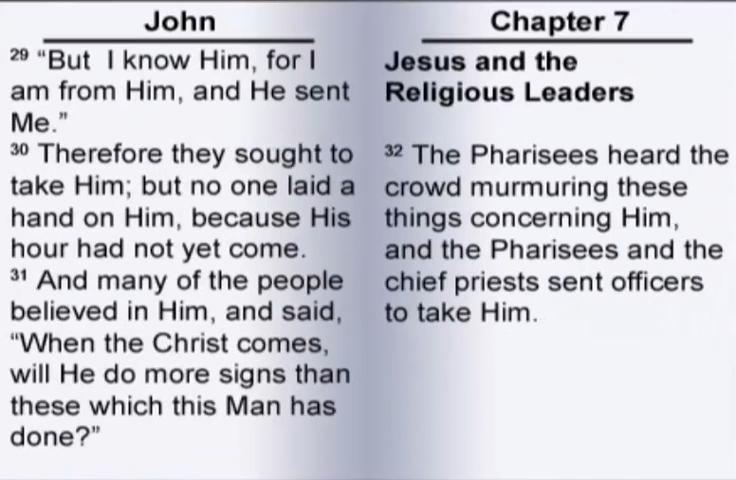 John
²⁹ “But I know Him, for I
am from Him, and He sent
Me.”
³⁰ Therefore they sought to
take Him; but no one laid a
hand on Him, because His
hour had not yet come.
³¹ And many of the people
believed in Him, and said,
“When the Christ comes,
will He do more signs than
these which this Man has
done?”
Chapter 7
Jesus and the
Religious Leaders
³² The Pharisees heard the
crowd murmuring these
things concerning Him,
and the Pharisees and the
chief priests sent officers
to take Him.